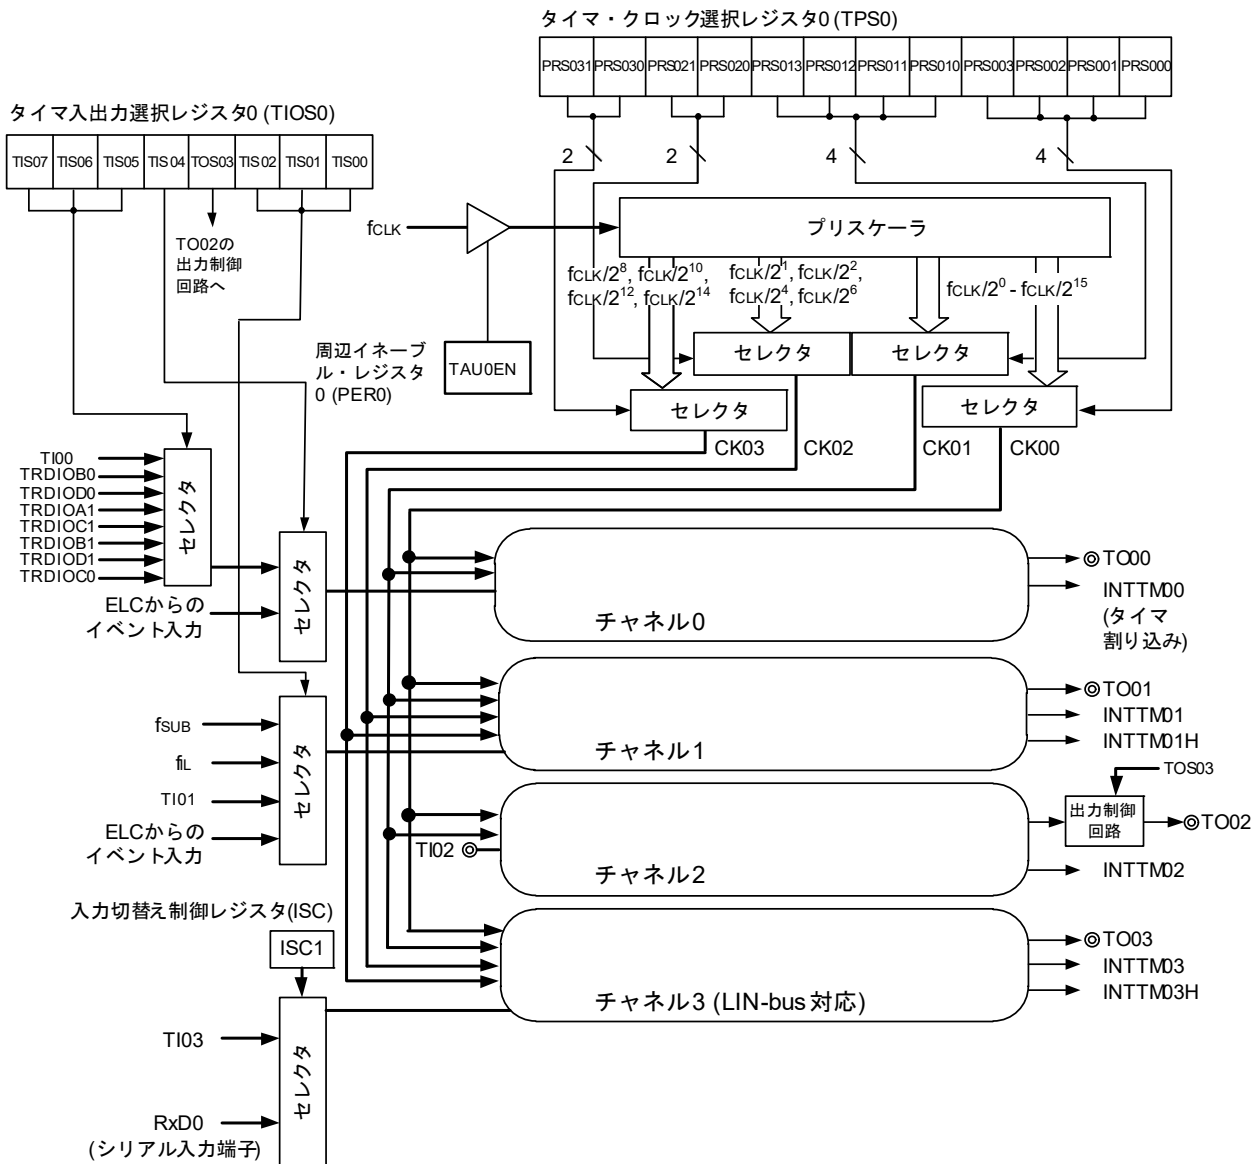 タイマ・クロック選択レジスタ0 (TPS0)
PRS031 PRS030 PRS021 PRS020 PRS013 PRS012 PRS011 PRS010 PRS003 PRS002 PRS001 PRS000
タイマ入出力選択レジスタ0 (TIOS0)
TIS07 TIS06 TIS05 TIS04 TOS03 TIS02 TIS01 TIS00
2 2 4 4
TO02の
出力制御
回路へ
fCLK
プリスケーラ
fCLK/2^8, fCLK/2^10,
fCLK/2^12, fCLK/2^14
fCLK/2^1, fCLK/2^2,
fCLK/2^4, fCLK/2^6
fCLK/2^0 - fCLK/2^15
周辺イネーブ
ル・レジスタ
0 (PER0)
TAU0EN
セレクタ
セレクタ
セレクタ
セレクタ
CK03 CK02 CK01 CK00
TI00
TRDIOB0
TRDIOD0
TRDIOA1
TRDIOC1
TRDIOB1
TRDIOD1
TRDIOC0
セレクタ
ELCからの
イベント入力
セレクタ
チャネル0
TO00
INTTM00
(タイマ
割り込み)
fSUB
fIL
TI01
ELCからの
イベント入力
セレクタ
チャネル1
TO01
INTTM01
INTTM01H
TI02
チャネル2
TOS03
出力制御
回路
TO02
INTTM02
入力切替え制御レジスタ(ISC)
ISC1
TI03
RxD0
(シリアル入力端子)
セレクタ
チャネル3 (LIN-bus対応)
TO03
INTTM03
INTTM03H